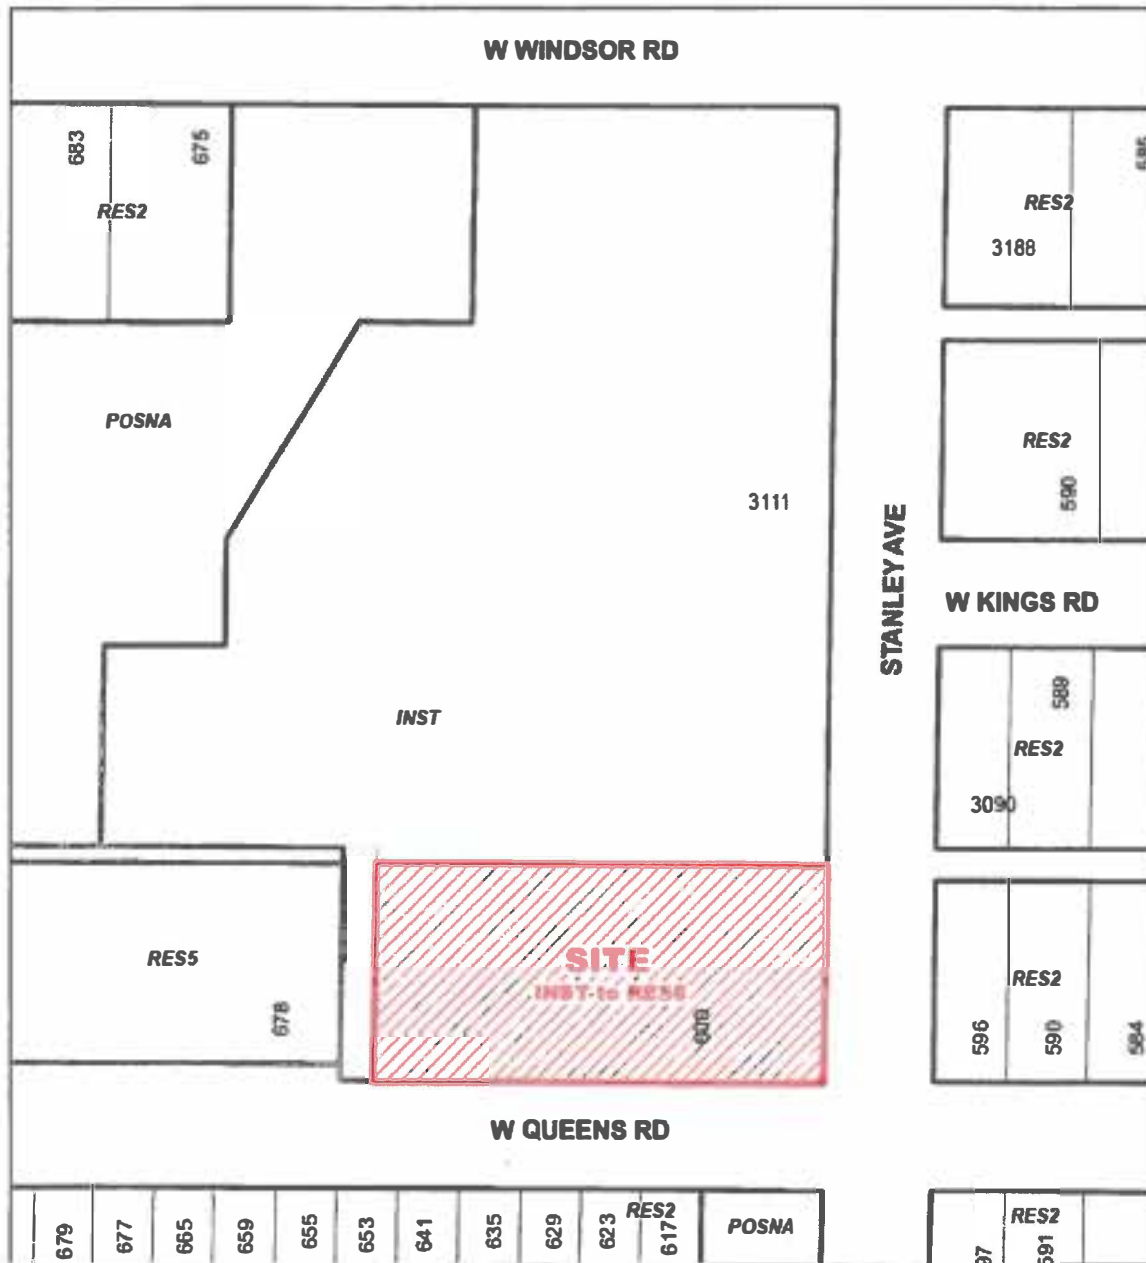 W WINDSOR RD
683
675
RES2
RES2
3188
POSNA
RES2
590
3111
STANLEY AVE
W KINGS RD
INST
589
RES2
3090
RES5
678
SITE
INST to
RES2
596
590
584
W QUEENS RD
679
677
665
659
655
653
641
635
629
623
RES2
617
POSNA
RES2
591